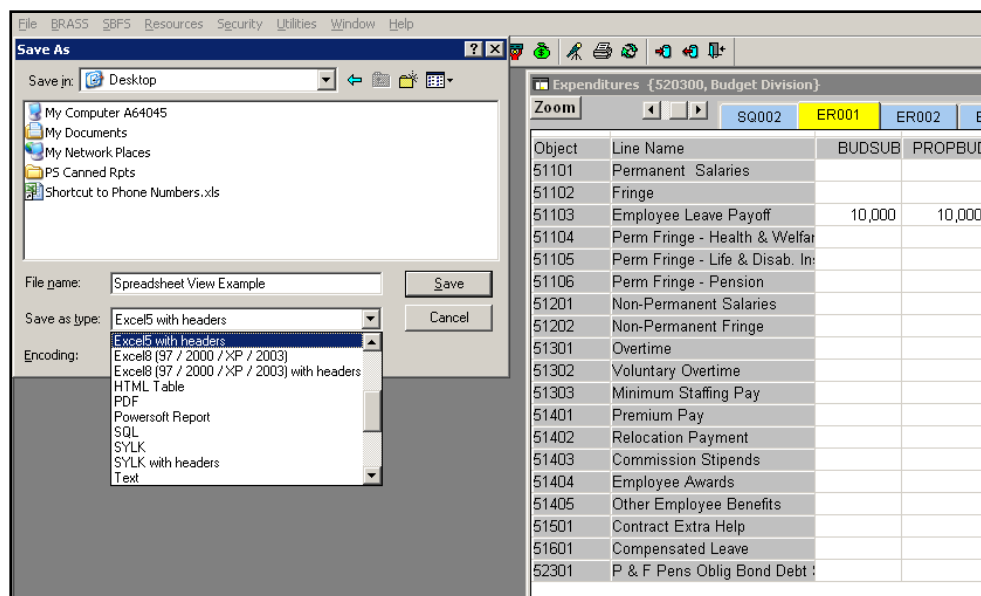 File BRASS SBFS Resources Security Utilities Window Help
Save As
Save in: Desktop
My Computer A64045
My Documents
My Network Places
PS Canned Rpts
Shortcut to Phone Numbers.xls
File name: Spreadsheet View Example Save
Save as type: Excel5 with headers Cancel
Encoding:
Excel5 with headers
Excel8 (97 / 2000 / XP / 2003)
Excel8 (97 / 2000 / XP / 2003) with headers
HTML Table
PDF
Powersoft Report
SQL
SYLK
SYLK with headers
Text
Expenditures {520300, Budget Division}
Zoom SQ002 ER001 ER002 E
Object Line Name BUDSUB PROPBUD
51101 Permanent Salaries
51102 Fringe
51103 Employee Leave Payoff 10,000 10,000
51104 Perm Fringe - Health & Welfar
51105 Perm Fringe - Life & Disab. In
51106 Perm Fringe - Pension
51201 Non-Permanent Salaries
51202 Non-Permanent Fringe
51301 Overtime
51302 Voluntary Overtime
51303 Minimum Staffing Pay
51401 Premium Pay
51402 Relocation Payment
51403 Commission Stipends
51404 Employee Awards
51405 Other Employee Benefits
51501 Contract Extra Help
51601 Compensated Leave
52301 P & F Pens Oblig Bond Debt